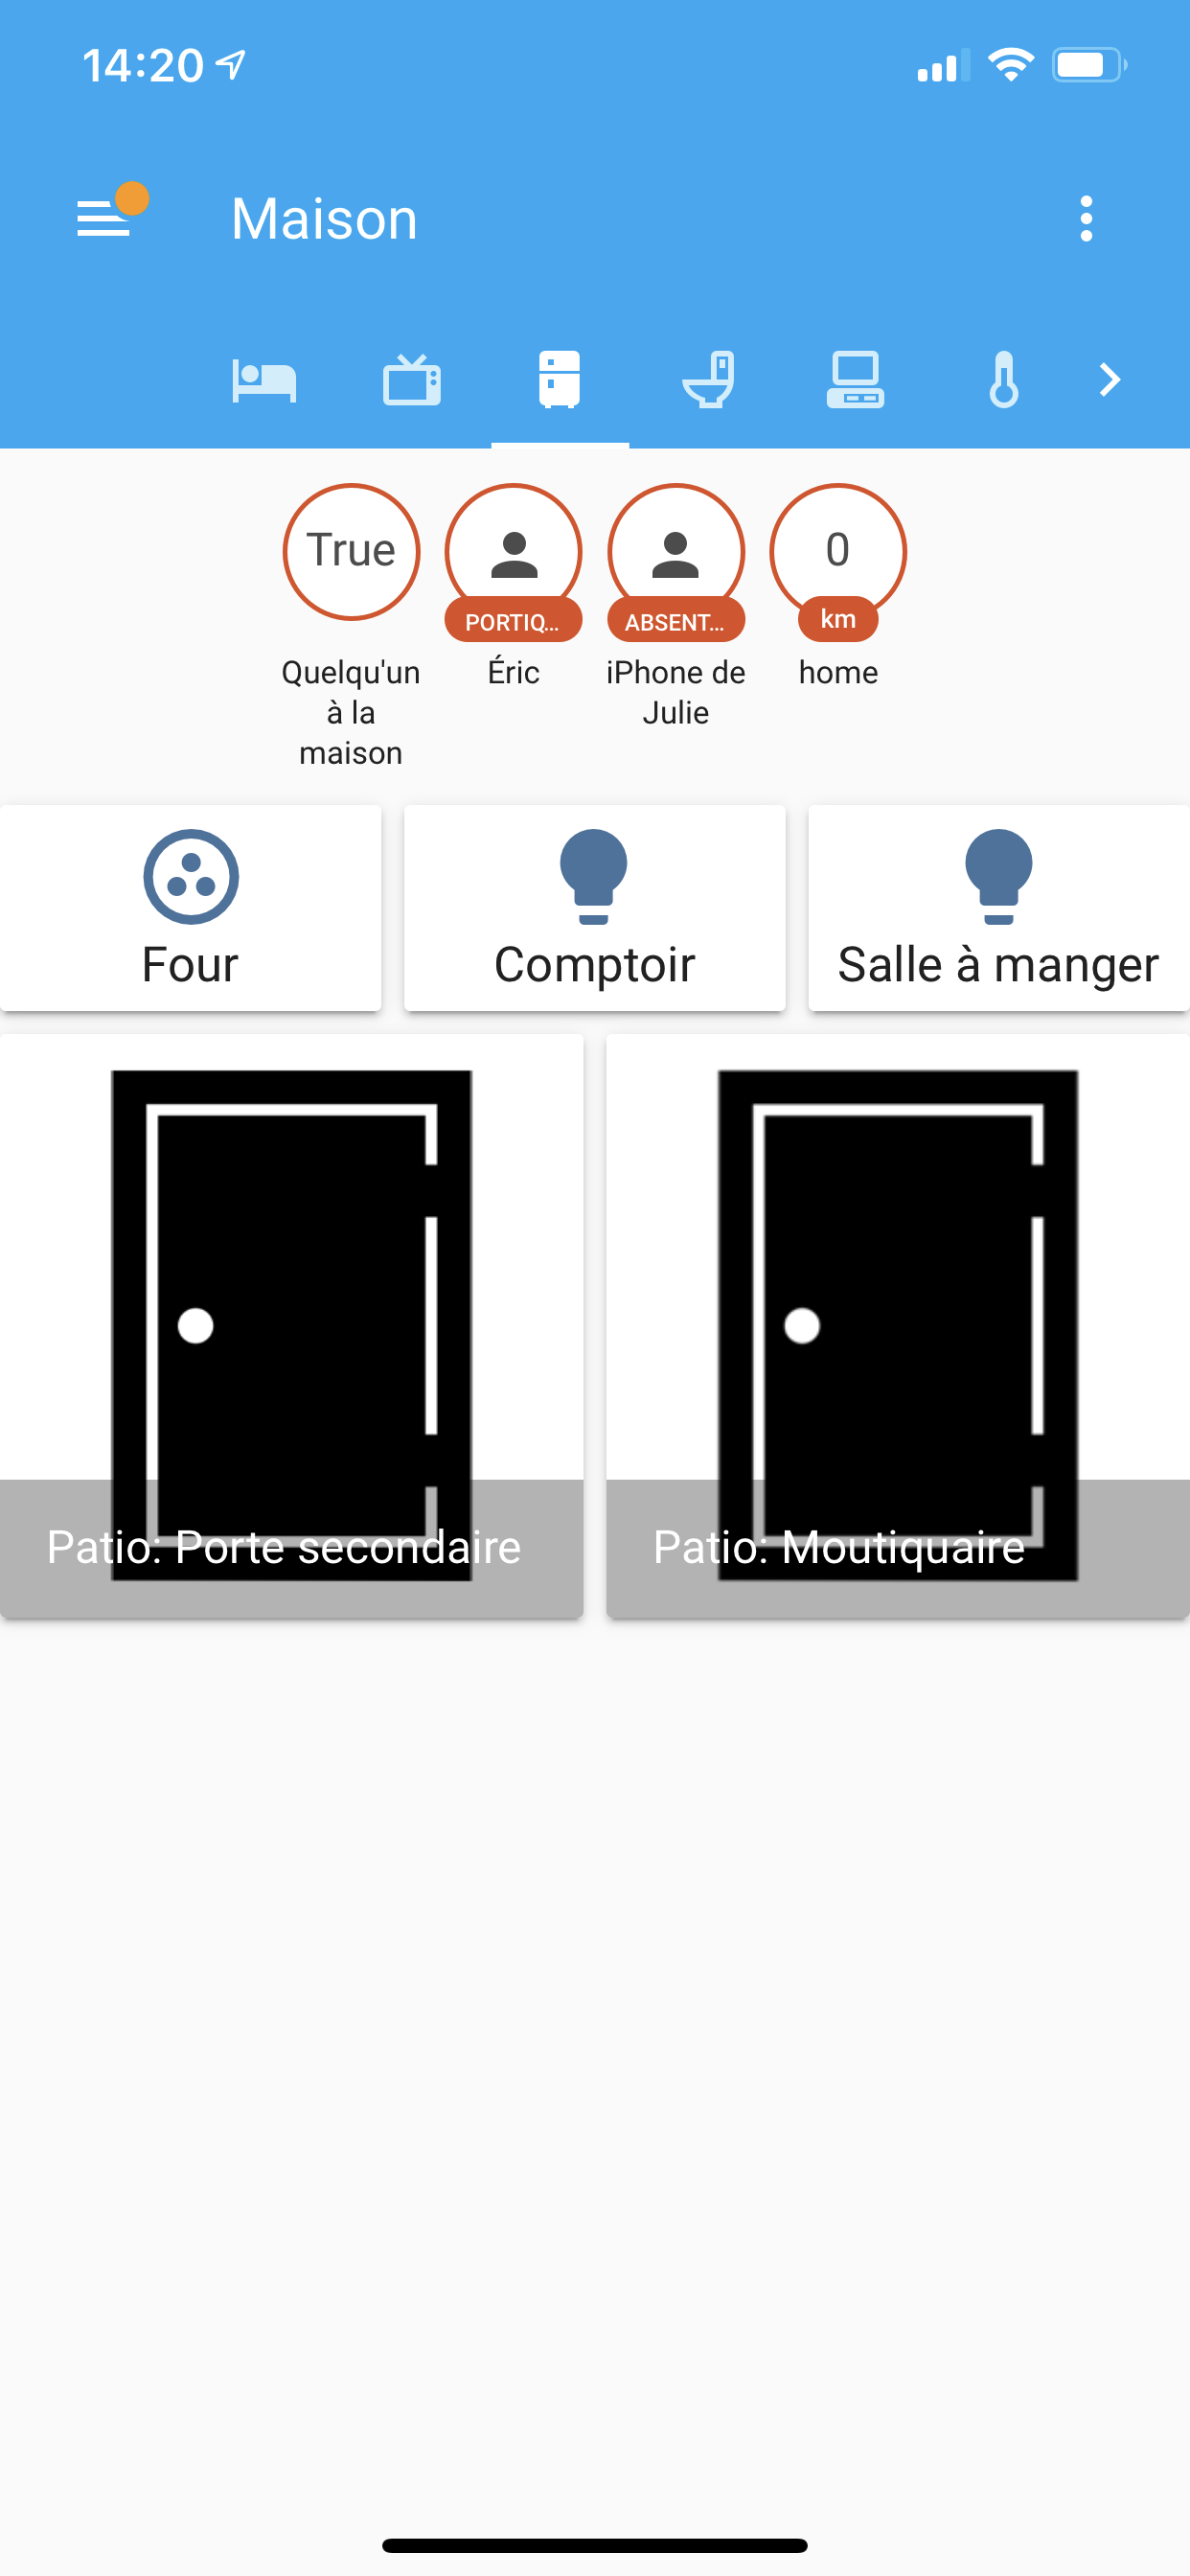 14:20
Maison
True
0
PORTIQ...
ABSENT...
km
Quelqu'un
à la
maison
Éric
iPhone de
Julie
home
Four
Comptoir
Salle à manger
Patio: Porte secondaire
Patio: Moutiquaire